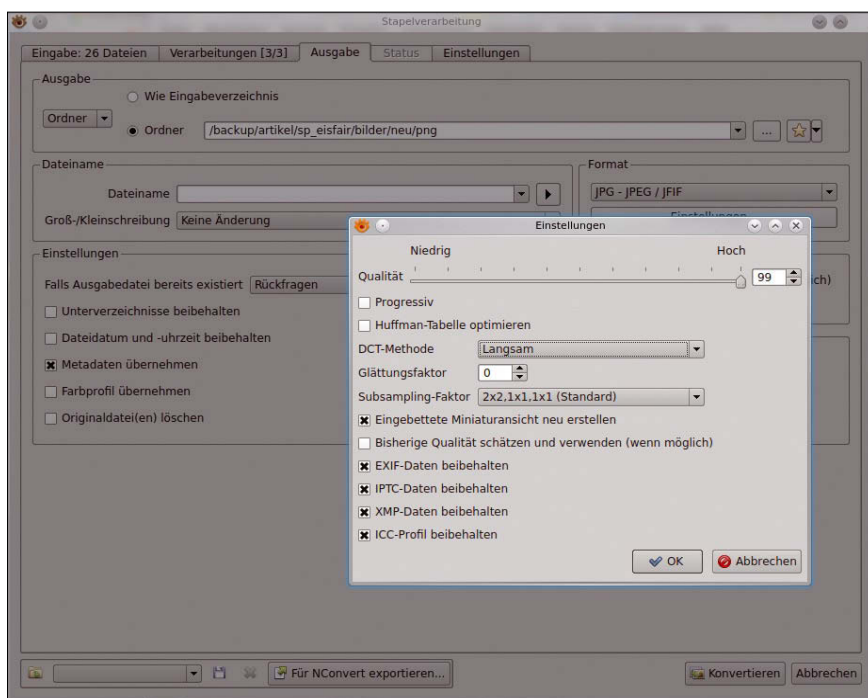 Stapelverarbeitung
Eingabe: 26 Dateien Verarbeitungen [3/3] Ausgabe Status Einstellungen
Ausgabe
Wie Eingabeverzeichnis
Ordner
Ordner /backup/artikel/sp_eisfair/bilder/neu/png ...
Dateiname
Dateiname
Groß-/Kleinschreibung Keine Änderung
Format
JPG - JPEG / JFIF
Einstellungen
Einstellungen
Falls Ausgabedatei bereits existiert Rückfragen
ich)
Unterverzeichnisse beibehalten
Dateidatum und -uhrzeit beibehalten
Metadaten übernehmen
Farbprofil übernehmen
Originaldatei(en) löschen
Einstellungen
Niedrig Hoch
Qualität 99
Progressiv
Huffman-Tabelle optimieren
DCT-Methode Langsam
Glättungsfaktor 0
Subsampling-Faktor 2x2,1x1,1x1 (Standard)
Eingebettete Miniaturansicht neu erstellen
Bisherige Qualität schätzen und verwenden (wenn möglich)
EXIF-Daten beibehalten
IPTC-Daten beibehalten
XMP-Daten beibehalten
ICC-Profil beibehalten
OK Abbrechen
Für NConvert exportieren... Konvertieren Abbrechen